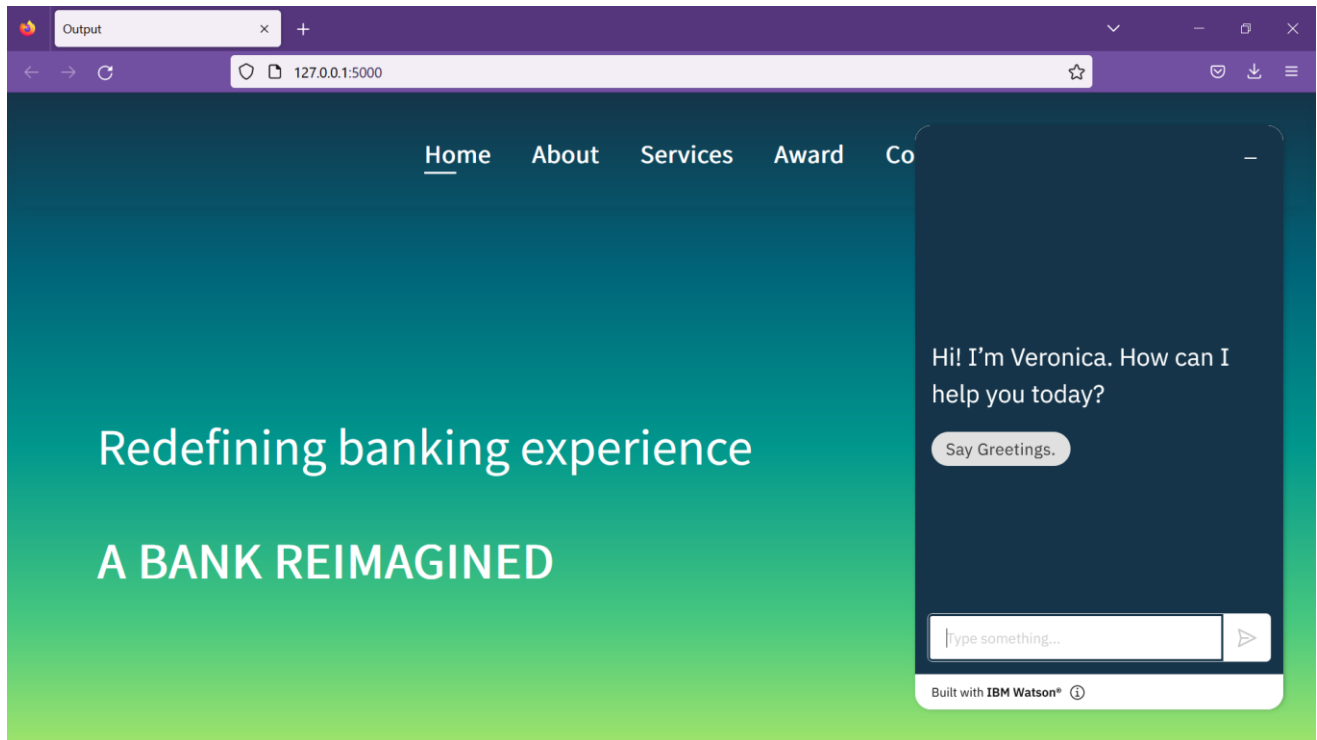 Output
127.0.0.1:5000
Home About Services Award Co
Hi! I'm Veronica. How can I
help you today?
Say Greetings.
Redefining banking experience
A BANK REIMAGINED
Type something...
Built with IBM Watson®